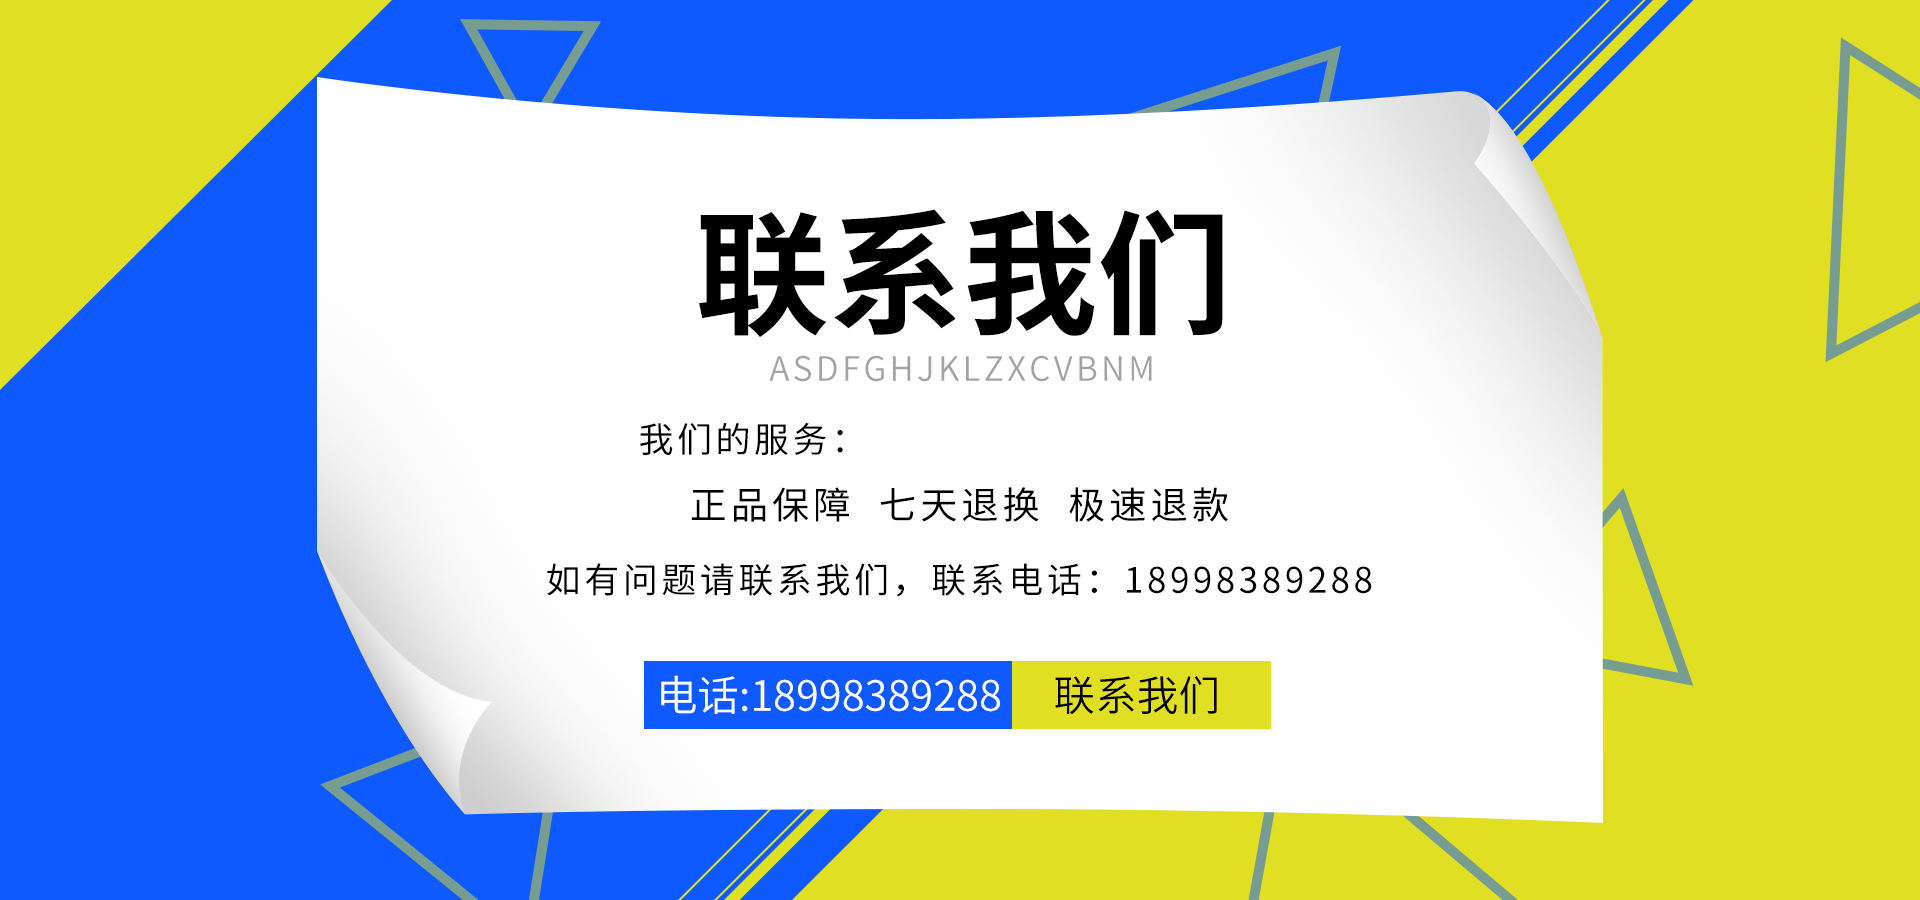 联系我们
ASDFGHJKLZXCVBNM
我们的服务：
正品保障 七天退换 极速退款
如有问题请联系我们，联系电话：18998389288
电话:18998389288 联系我们